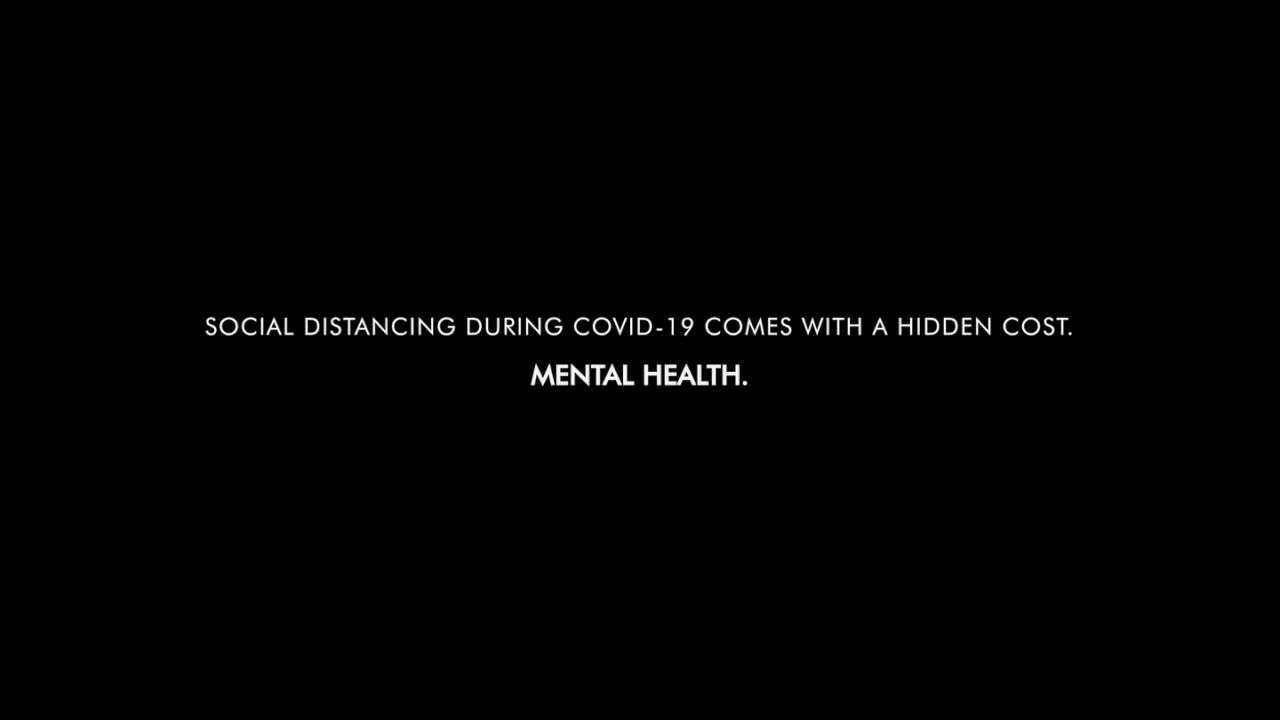 SOCIAL DISTANCING DURING COVID-19 COMES WITH A HIDDEN COST.
MENTAL HEALTH.